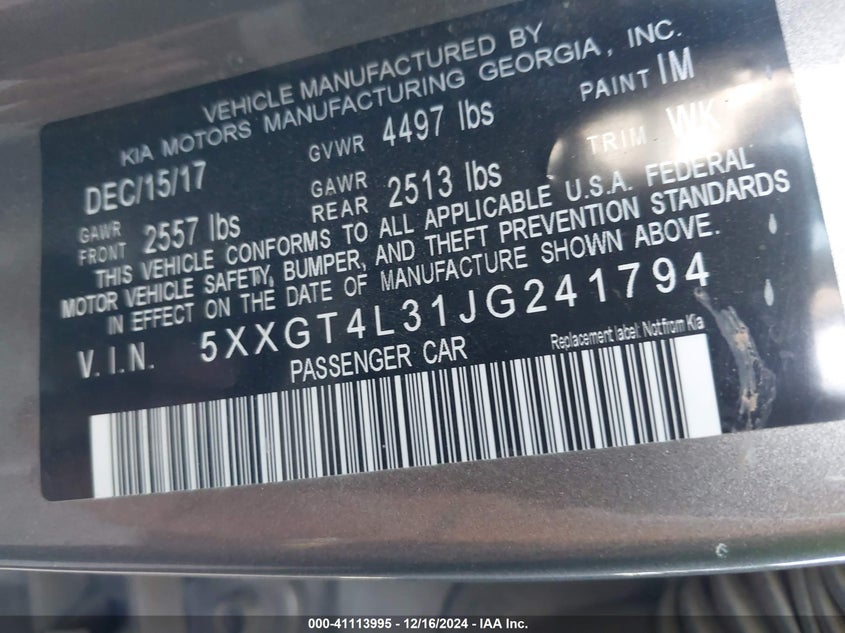 VEHICLE MANUFACTURED BY
KIA MOTORS MANUFACTURING GEORGIA, INC.
DEC/15/17 GVWR 4497 lbs PAINT IM
GAWR FRONT 2557 lbs GAWR REAR 2513 lbs TRIM WK
THIS VEHICLE CONFORMS TO ALL APPLICABLE U.S.A. FEDERAL
MOTOR VEHICLE SAFETY, BUMPER, AND THEFT PREVENTION STANDARDS
IN EFFECT ON THE DATE OF MANUFACTURE SHOWN ABOVE.
V.I.N. 5XXGT4L31JG241794
PASSENGER CAR Replacement label: Not from Kia
000-41113995 - 12/16/2024 - IAA Inc.